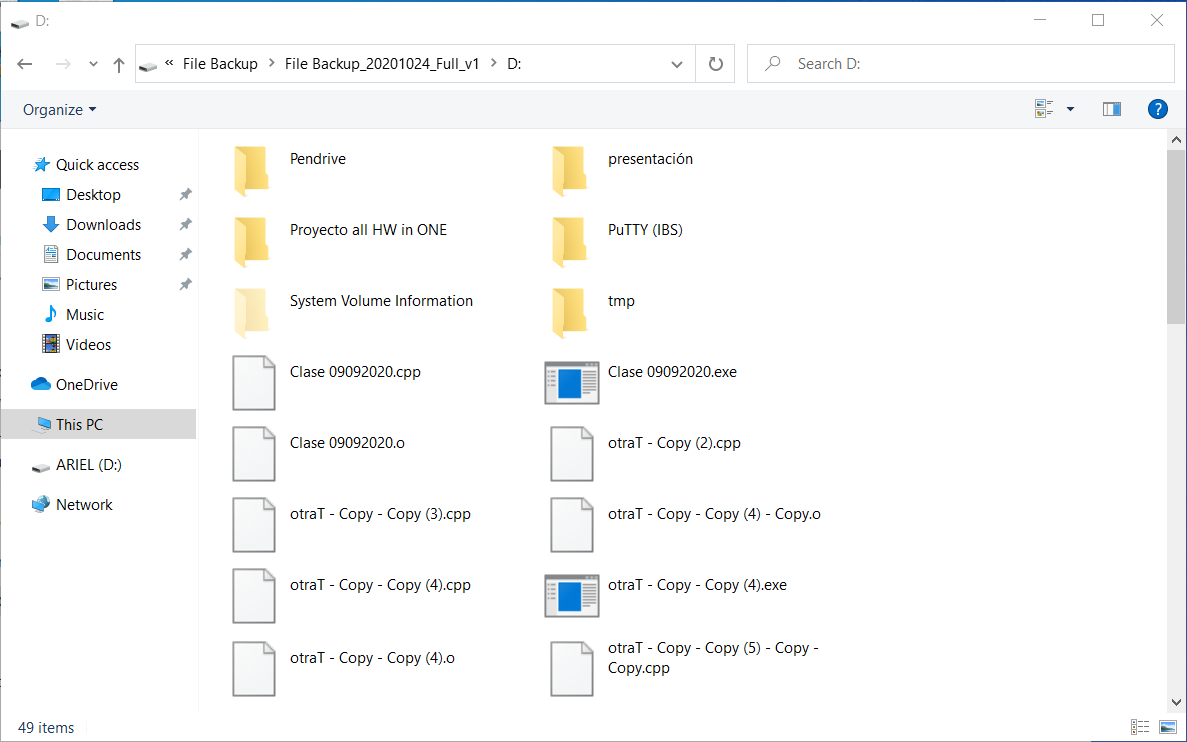 D:
« File Backup > File Backup_20201024_Full_v1 > D:
Search D:
Organize
?
Quick access
Desktop
Downloads
Documents
Pictures
Music
Videos
OneDrive
This PC
ARIEL (D:)
Network
Pendrive
presentación
Proyecto all HW in ONE
PuTTY (IBS)
System Volume Information
tmp
Clase 09092020.cpp
Clase 09092020.exe
Clase 09092020.o
otraT - Copy (2).cpp
otraT - Copy - Copy (3).cpp
otraT - Copy - Copy (4) - Copy.o
otraT - Copy - Copy (4).cpp
otraT - Copy - Copy (4).exe
otraT - Copy - Copy (4).o
otraT - Copy - Copy (5) - Copy -
Copy.cpp
49 items